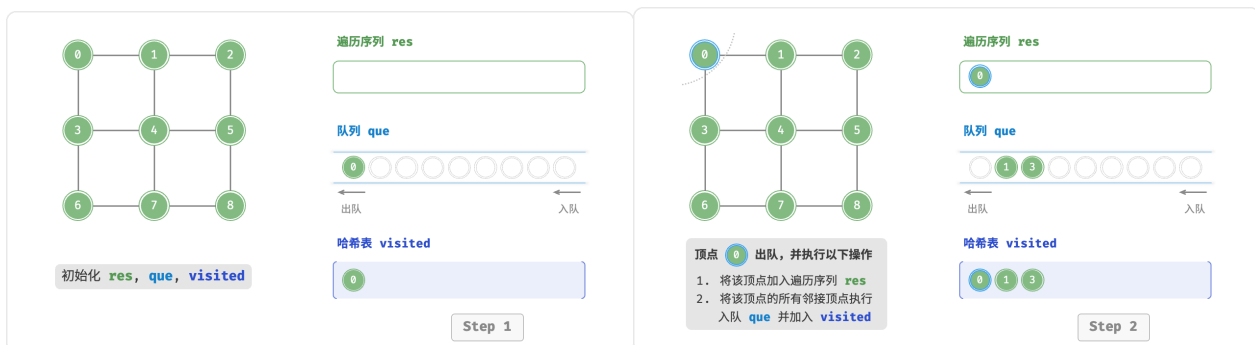 0 1 2
3 4 5
6 7 8
初始化 res, que, visited
遍历序列 res
队列 que
0
出队 入队
哈希表 visited
0
Step 1
0 1 2
3 4 5
6 7 8
顶点 0 出队，并执行以下操作
1. 将该顶点加入遍历序列 res
2. 将该顶点的所有邻接顶点执行
入队 que 并加入 visited
遍历序列 res
0
队列 que
1 3
出队 入队
哈希表 visited
0 1 3
Step 2